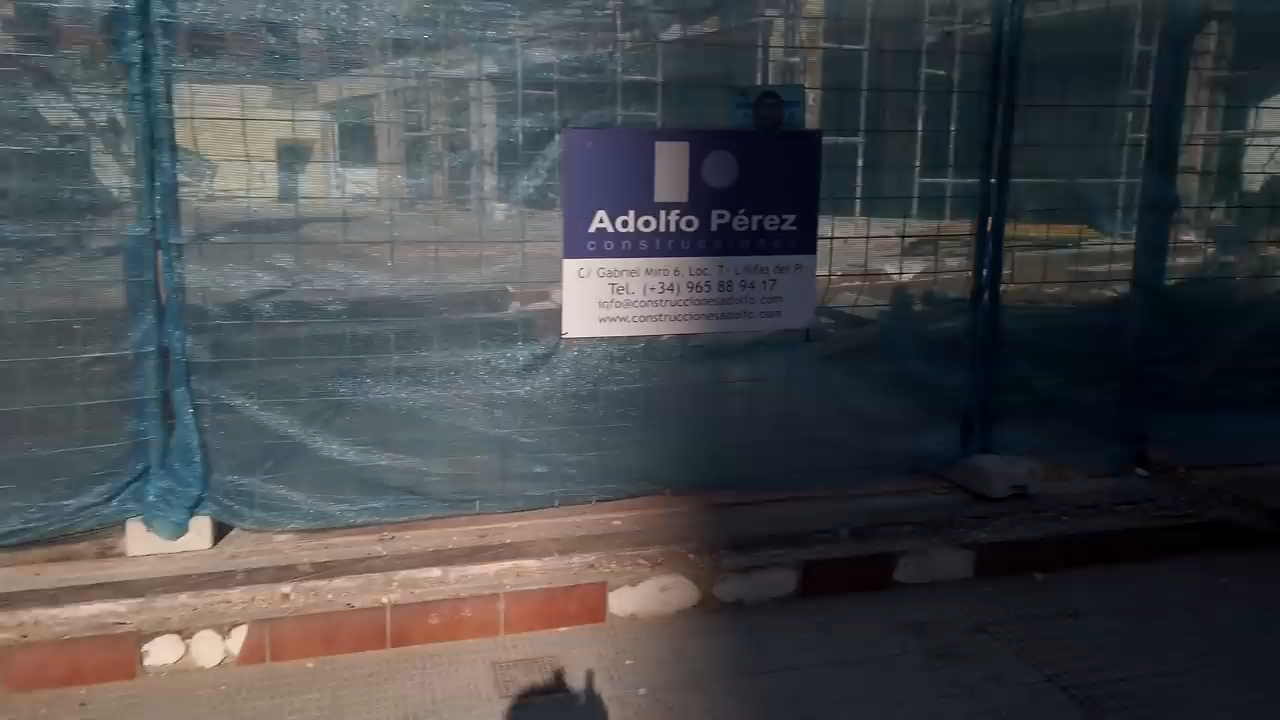 Adolfo Pérez
construcciones
C/ Gabriel Miró 6, Loc. 7 - L'Alfas del Pi
Tel. (+34) 965 88 94 17
info@construccionesadolfo.com
www.construccionesadolfo.com